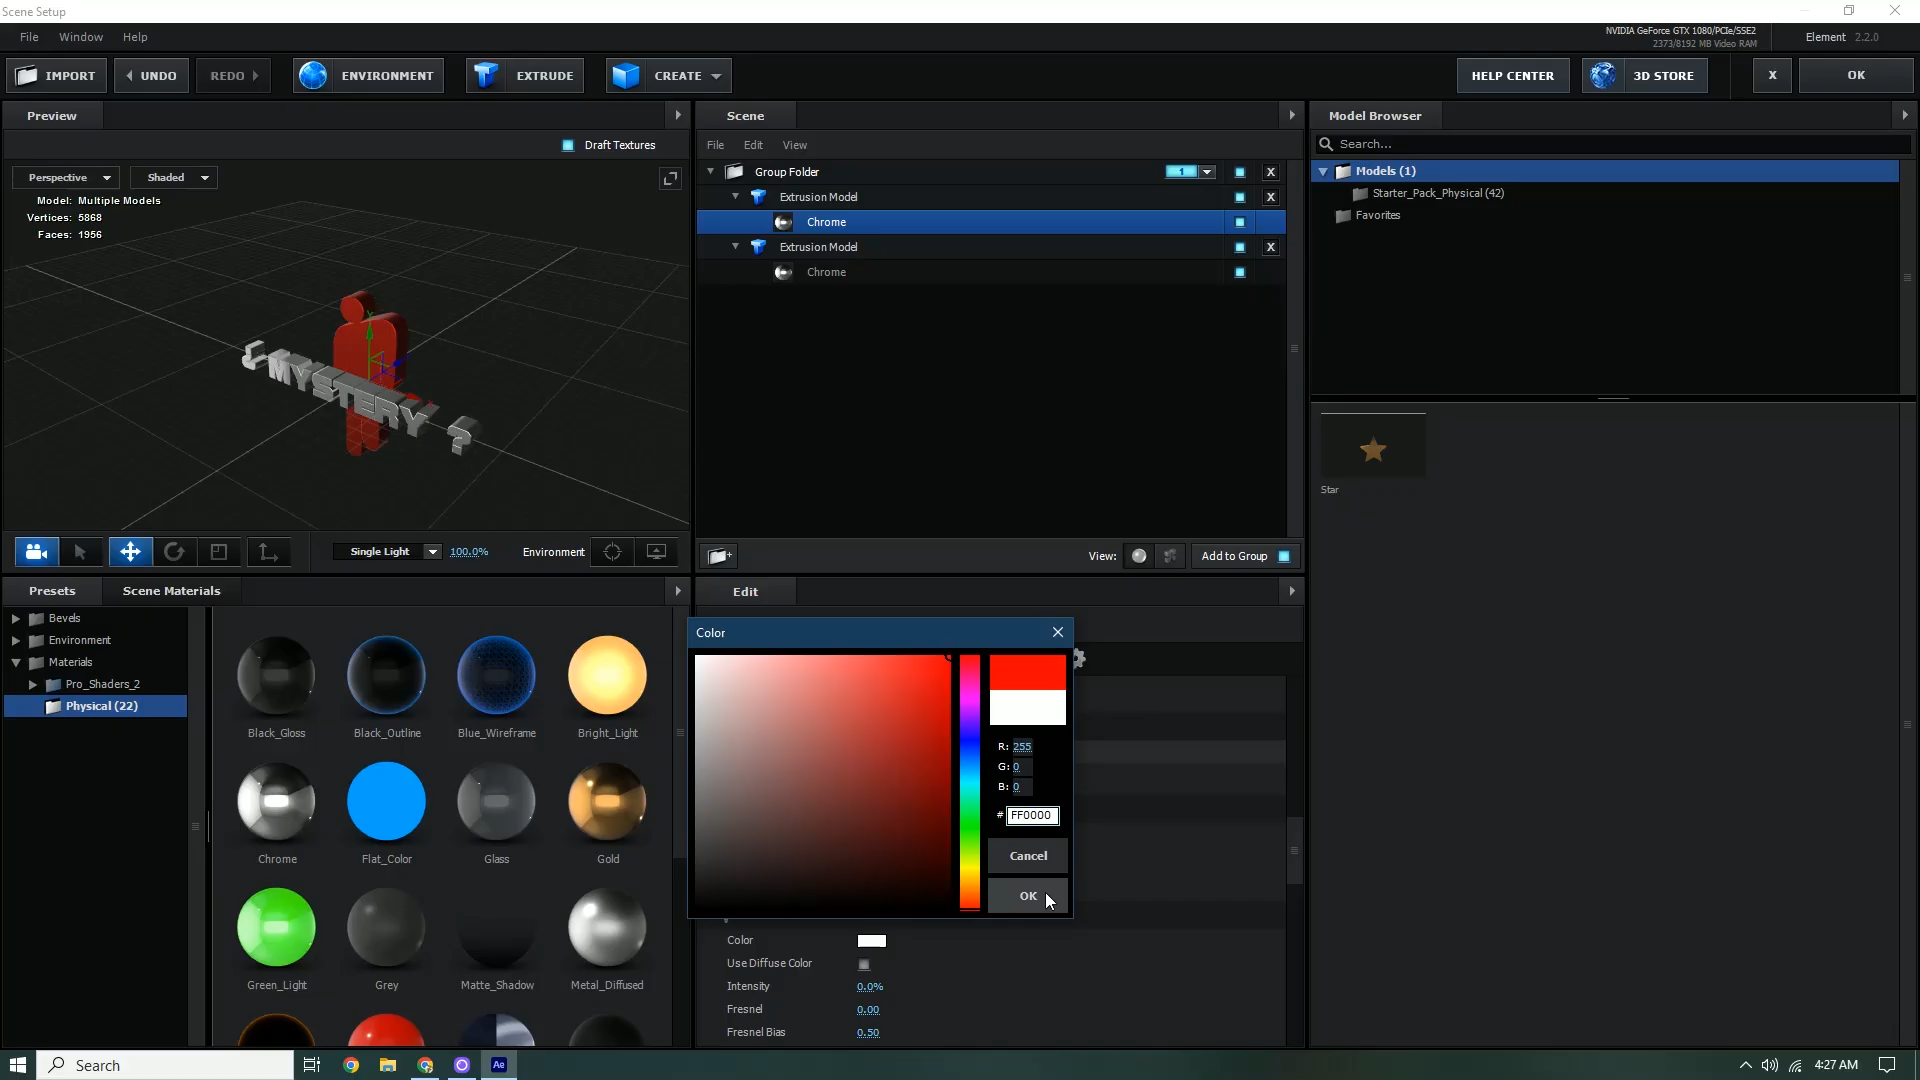 Scene Setup
File Window Help
NVIDIA GeForce GTX 1080/PCIe/SSE2
2373/8192 MB Video RAM
Element 2.2.0
IMPORT UNDO REDO ENVIRONMENT EXTRUDE CREATE HELP CENTER 3D STORE X OK
Preview
Draft Textures
Perspective Shaded
Model: Multiple Models
Vertices: 5868
Faces: 1956
¿ MYSTERY ?
Single Light 100.0% Environment
Scene
File Edit View
Group Folder 1 X
Extrusion Model X
Chrome
Extrusion Model X
Chrome
View: Add to Group
Model Browser
Search...
Models (1)
Starter_Pack_Physical (42)
Favorites
Star
Presets Scene Materials
Bevels
Environment
Materials
Pro_Shaders_2
Physical (22)
Black_Gloss Black_Outline Blue_Wireframe Bright_Light
Chrome Flat_Color Glass Gold
Green_Light Grey Matte_Shadow Metal_Diffused
Edit
Color
R: 255
G: 0
B: 0
# FF0000
Cancel
OK
Color
Use Diffuse Color
Intensity 0.0%
Fresnel 0.00
Fresnel Bias 0.50
Search
Ae
4:27 AM